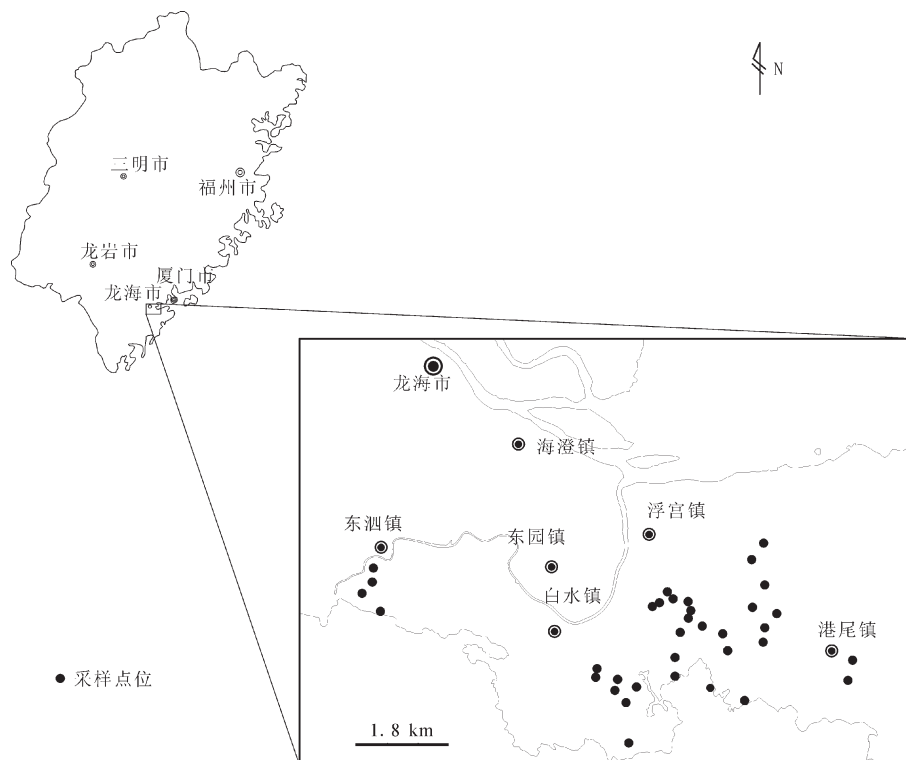 N
三明市
福州市
龙岩市
厦门市
龙海市
龙海市
海澄镇
浮宫镇
东泗镇
东园镇
白水镇
港尾镇
采样点位
1. 8 km